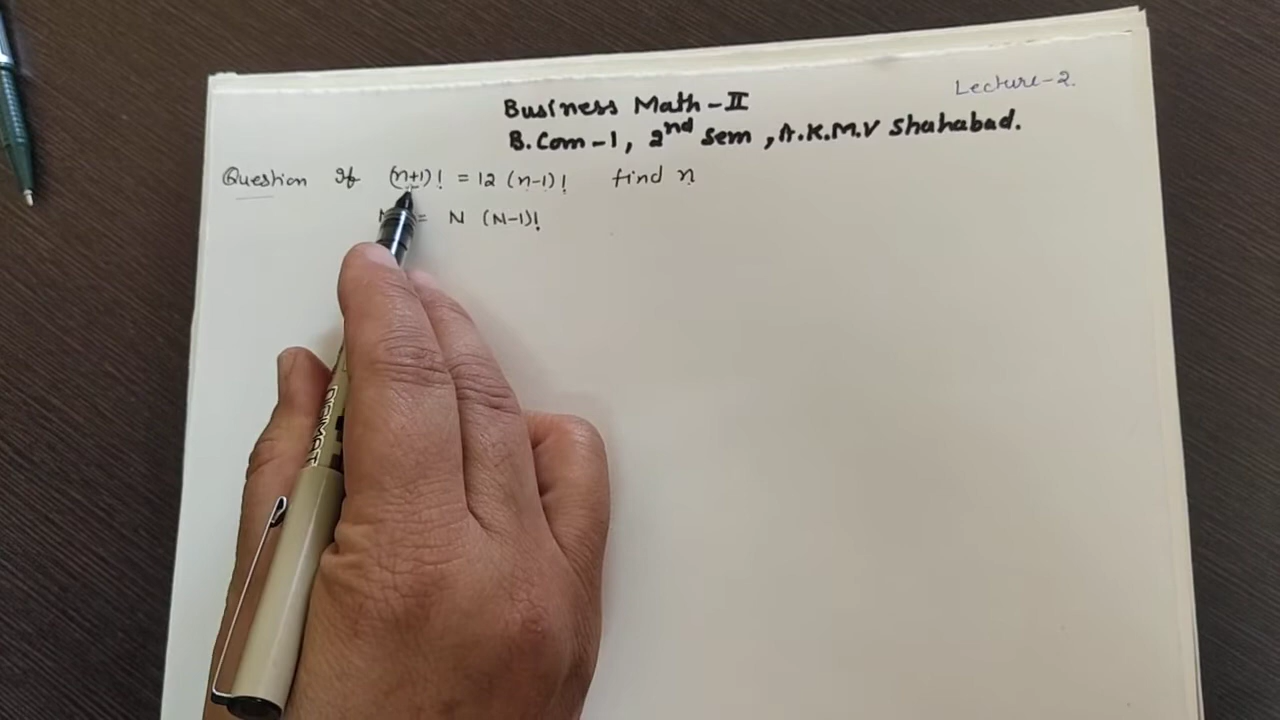 Lecture-2.
Business Math-II
B.Com-1, 2nd Sem, A.K.M.V Shahabad.
Question If (n+1)! = 12 (n-1)! find n
= N (N-1)!